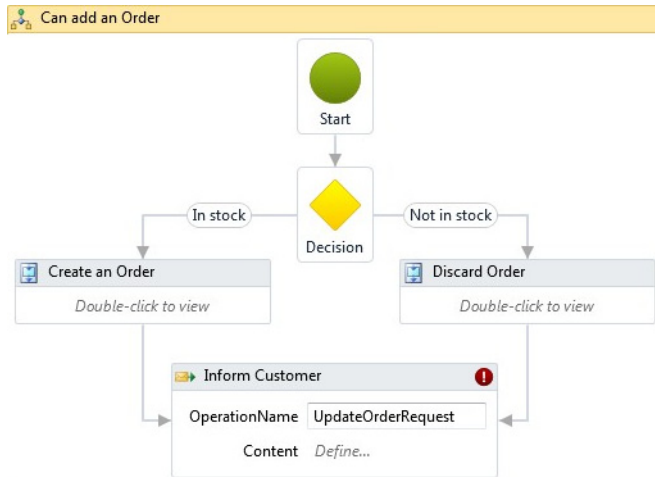 Can add an Order
Start
Decision
In stock
Not in stock
Create an Order
Double-click to view
Discard Order
Double-click to view
Inform Customer
OperationName UpdateOrderRequest
Content Define...